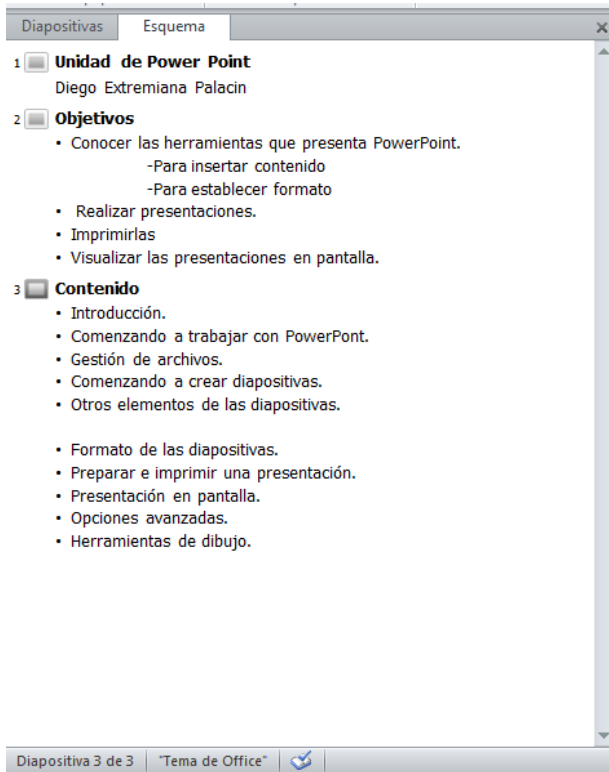 Diapositivas Esquema
1 Unidad de Power Point
Diego Extremiana Palacin
2 Objetivos
• Conocer las herramientas que presenta PowerPoint.
-Para insertar contenido
-Para establecer formato
• Realizar presentaciones.
• Imprimirlas
• Visualizar las presentaciones en pantalla.
3 Contenido
• Introducción.
• Comenzando a trabajar con PowerPont.
• Gestión de archivos.
• Comenzando a crear diapositivas.
• Otros elementos de las diapositivas.
• Formato de las diapositivas.
• Preparar e imprimir una presentación.
• Presentación en pantalla.
• Opciones avanzadas.
• Herramientas de dibujo.
Diapositiva 3 de 3 "Tema de Office"